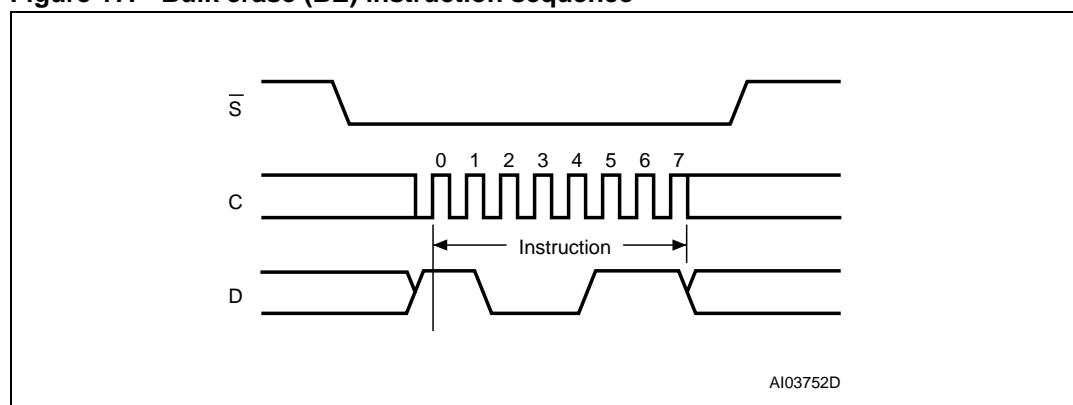 Figure 17. Bulk erase (BE) instruction sequence
S̅
0 1 2 3 4 5 6 7
C
Instruction
D
AI03752D